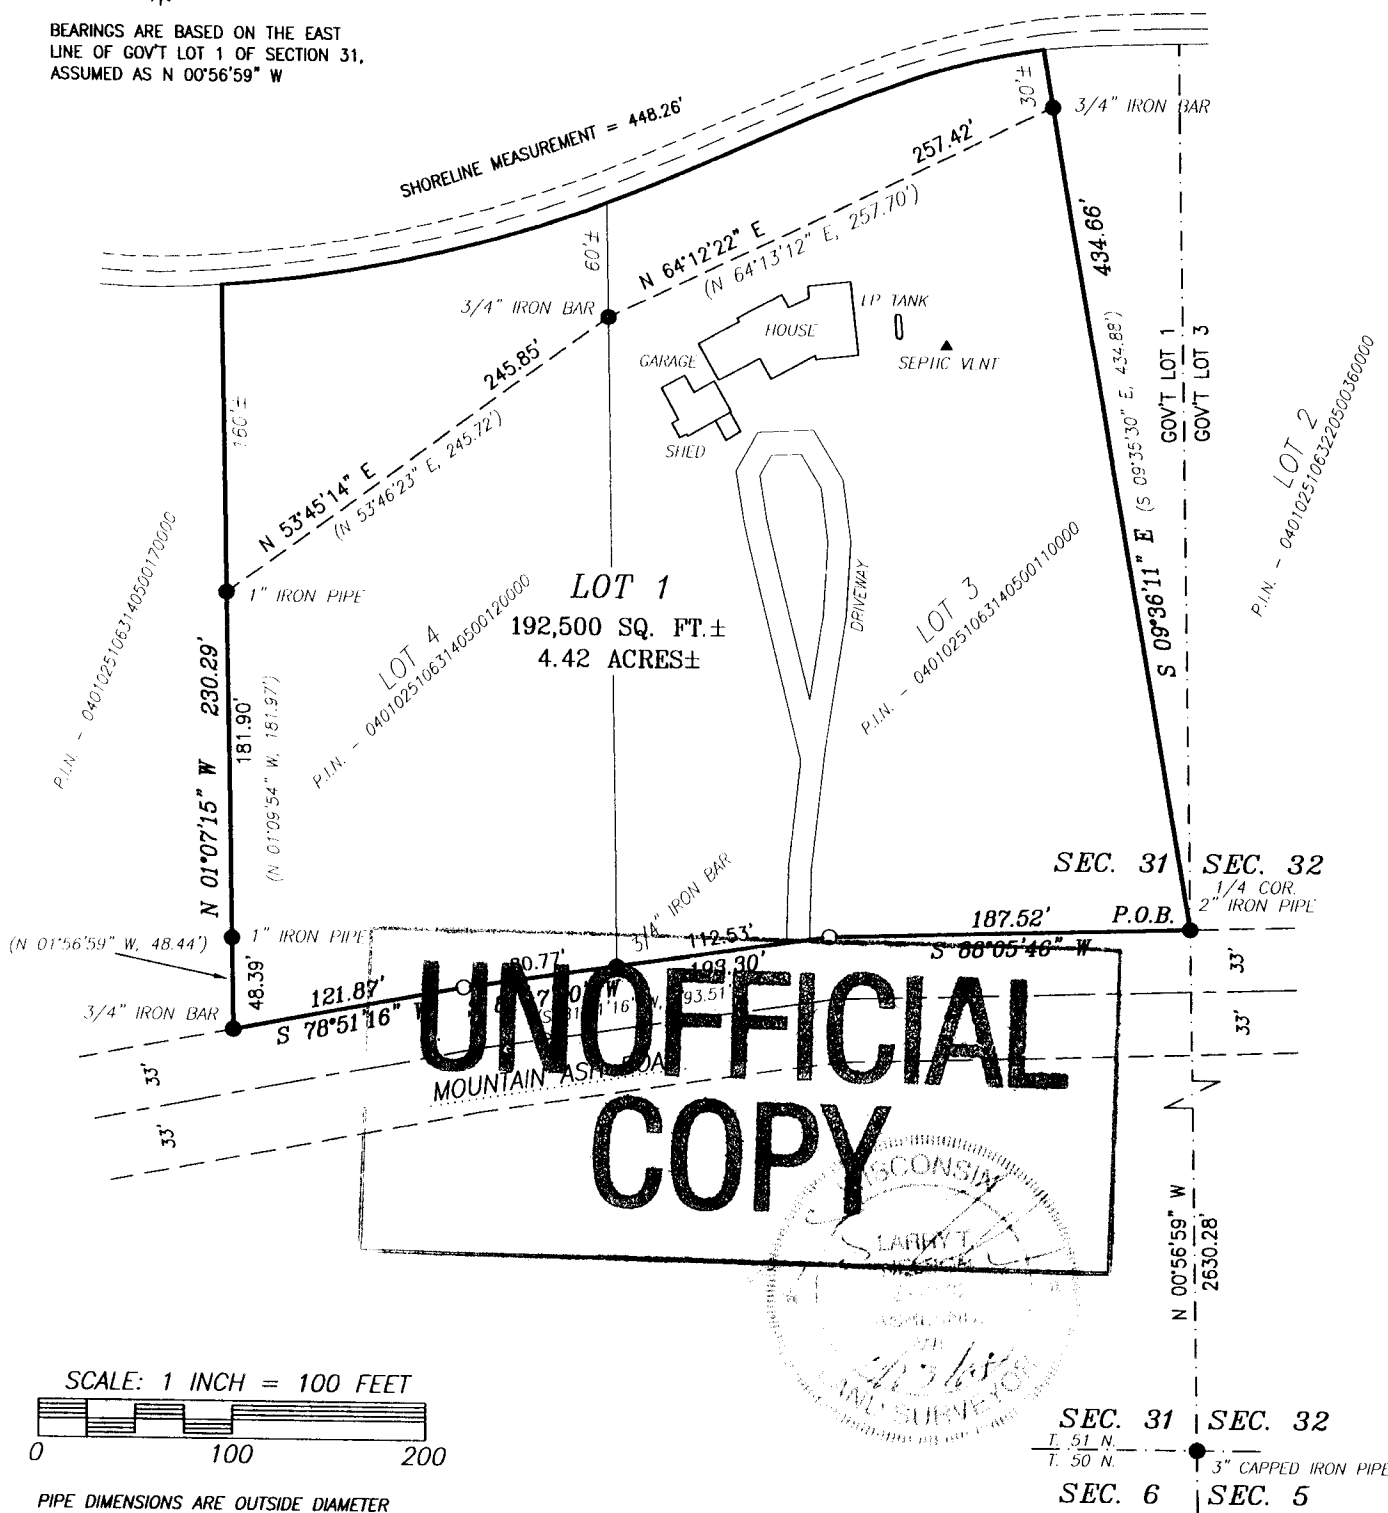 BEARINGS ARE BASED ON THE EAST
LINE OF GOV'T LOT 1 OF SECTION 31,
ASSUMED AS N 00°56'59" W
SHORELINE MEASUREMENT = 448.26'
30'±
3/4" IRON BAR
257.42'
N 64°12'22" E
(N 64°13'12" E, 257.70')
60'±
3/4" IRON BAR
434.66'
S 09°36'11" E
(S 09°35'30" E, 434.88')
GOV'T LOT 1
GOV'T LOT 3
LP TANK
HOUSE
SEPTIC VENT
GARAGE
SHED
245.85'
N 53°45'14" E
(N 53°46'23" E, 245.72')
160'±
LOT 2
P.I.N. - 0401025106322050036000
1" IRON PIPE
LOT 1
192,500 SQ. FT.±
4.42 ACRES±
DRIVEWAY
LOT 3
P.I.N. - 040102510631405001100000
LOT 4
P.I.N. - 040102510631405001200000
P.I.N. - 040102510631405001700000
N 01°07'15" W 230.29'
181.90'
(N 01°09'54" W, 181.97')
SEC. 31
SEC. 32
1/4 COR.
2" IRON PIPE
P.O.B.
187.52'
S 88°05'46" W
3/4" IRON BAR
112.53'
193.30'
(N 01°56'59" W, 48.44')
1" IRON PIPE
48.39'
121.87'
80.77'
S 78°51'16" W
3/4" IRON BAR
33'
33'
33'
33'
MOUNTAIN ASH ROAD
UNOFFICIAL
COPY
WISCONSIN
LARRY T.
LAND SURVEYOR
N 00°56'59" W
2630.28'
SCALE: 1 INCH = 100 FEET
0 100 200
PIPE DIMENSIONS ARE OUTSIDE DIAMETER
SEC. 31
SEC. 32
T. 51 N.
T. 50 N.
3" CAPPED IRON PIPE
SEC. 6
SEC. 5